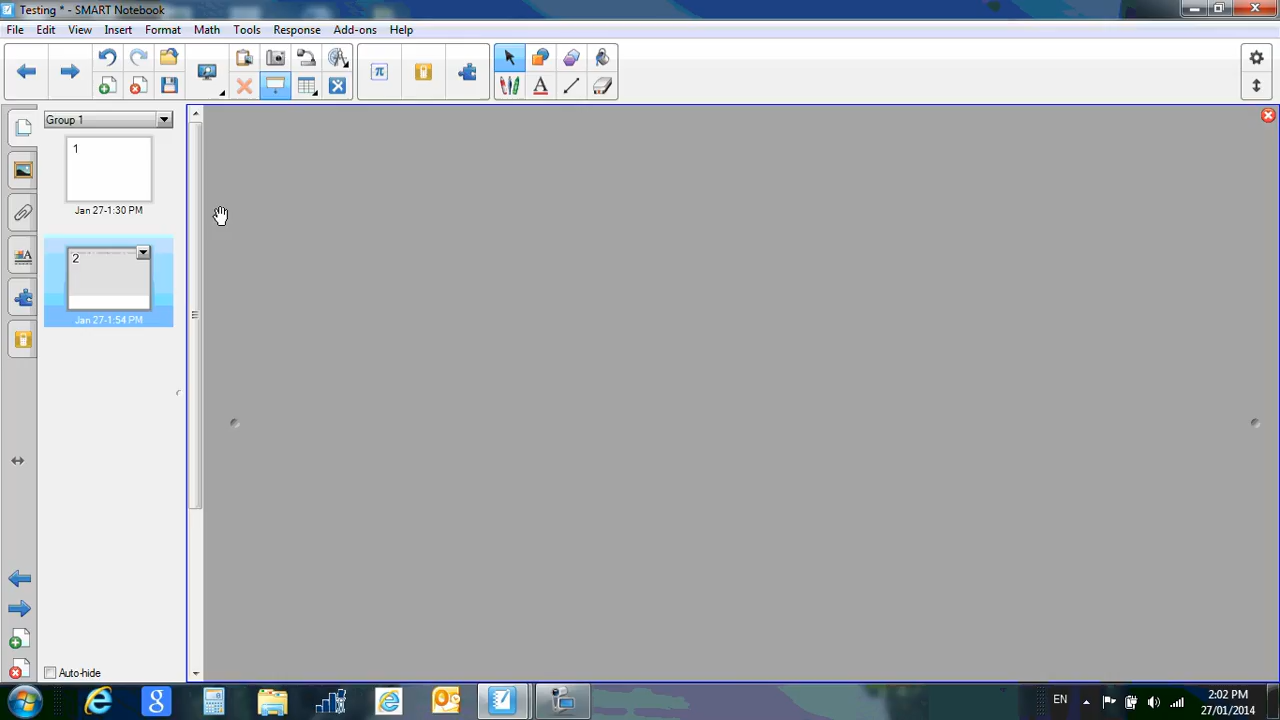 Testing * - SMART Notebook
File Edit View Insert Format Math Tools Response Add-ons Help
π
A
Group 1
1
Jan 27-1:30 PM
2
Jan 27-1:54 PM
Auto-hide
EN
2:02 PM
27/01/2014